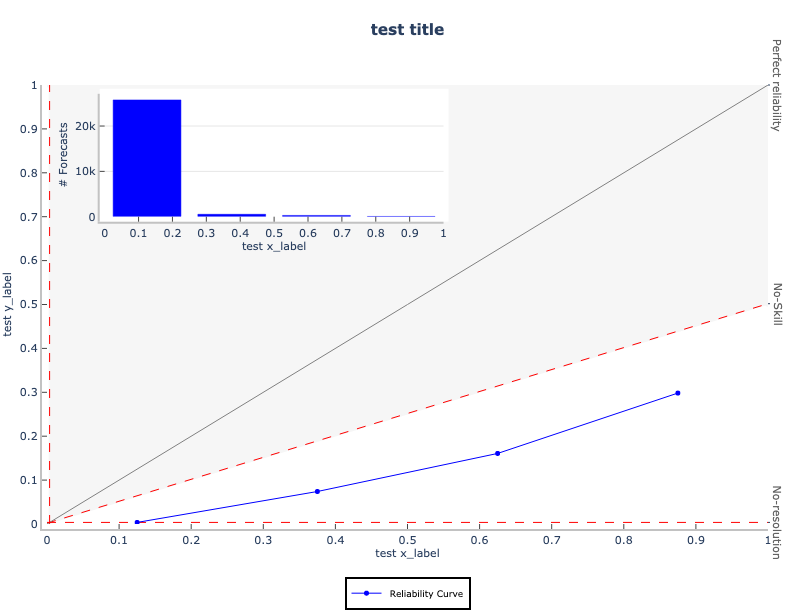 test title
Perfect reliability
No-Skill
No-resolution
test y_label
1
0.9
0.8
0.7
0.6
0.5
0.4
0.3
0.2
0.1
0
# Forecasts
20k
10k
0
0 0.1 0.2 0.3 0.4 0.5 0.6 0.7 0.8 0.9 1
test x_label
0 0.1 0.2 0.3 0.4 0.5 0.6 0.7 0.8 0.9 1
test x_label
Reliability Curve